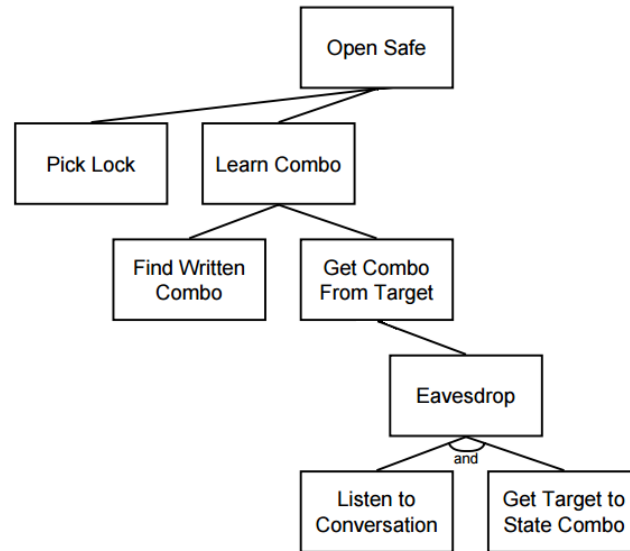 Open Safe
Pick Lock
Learn Combo
Find Written
Combo
Get Combo
From Target
Eavesdrop
and
Listen to
Conversation
Get Target to
State Combo